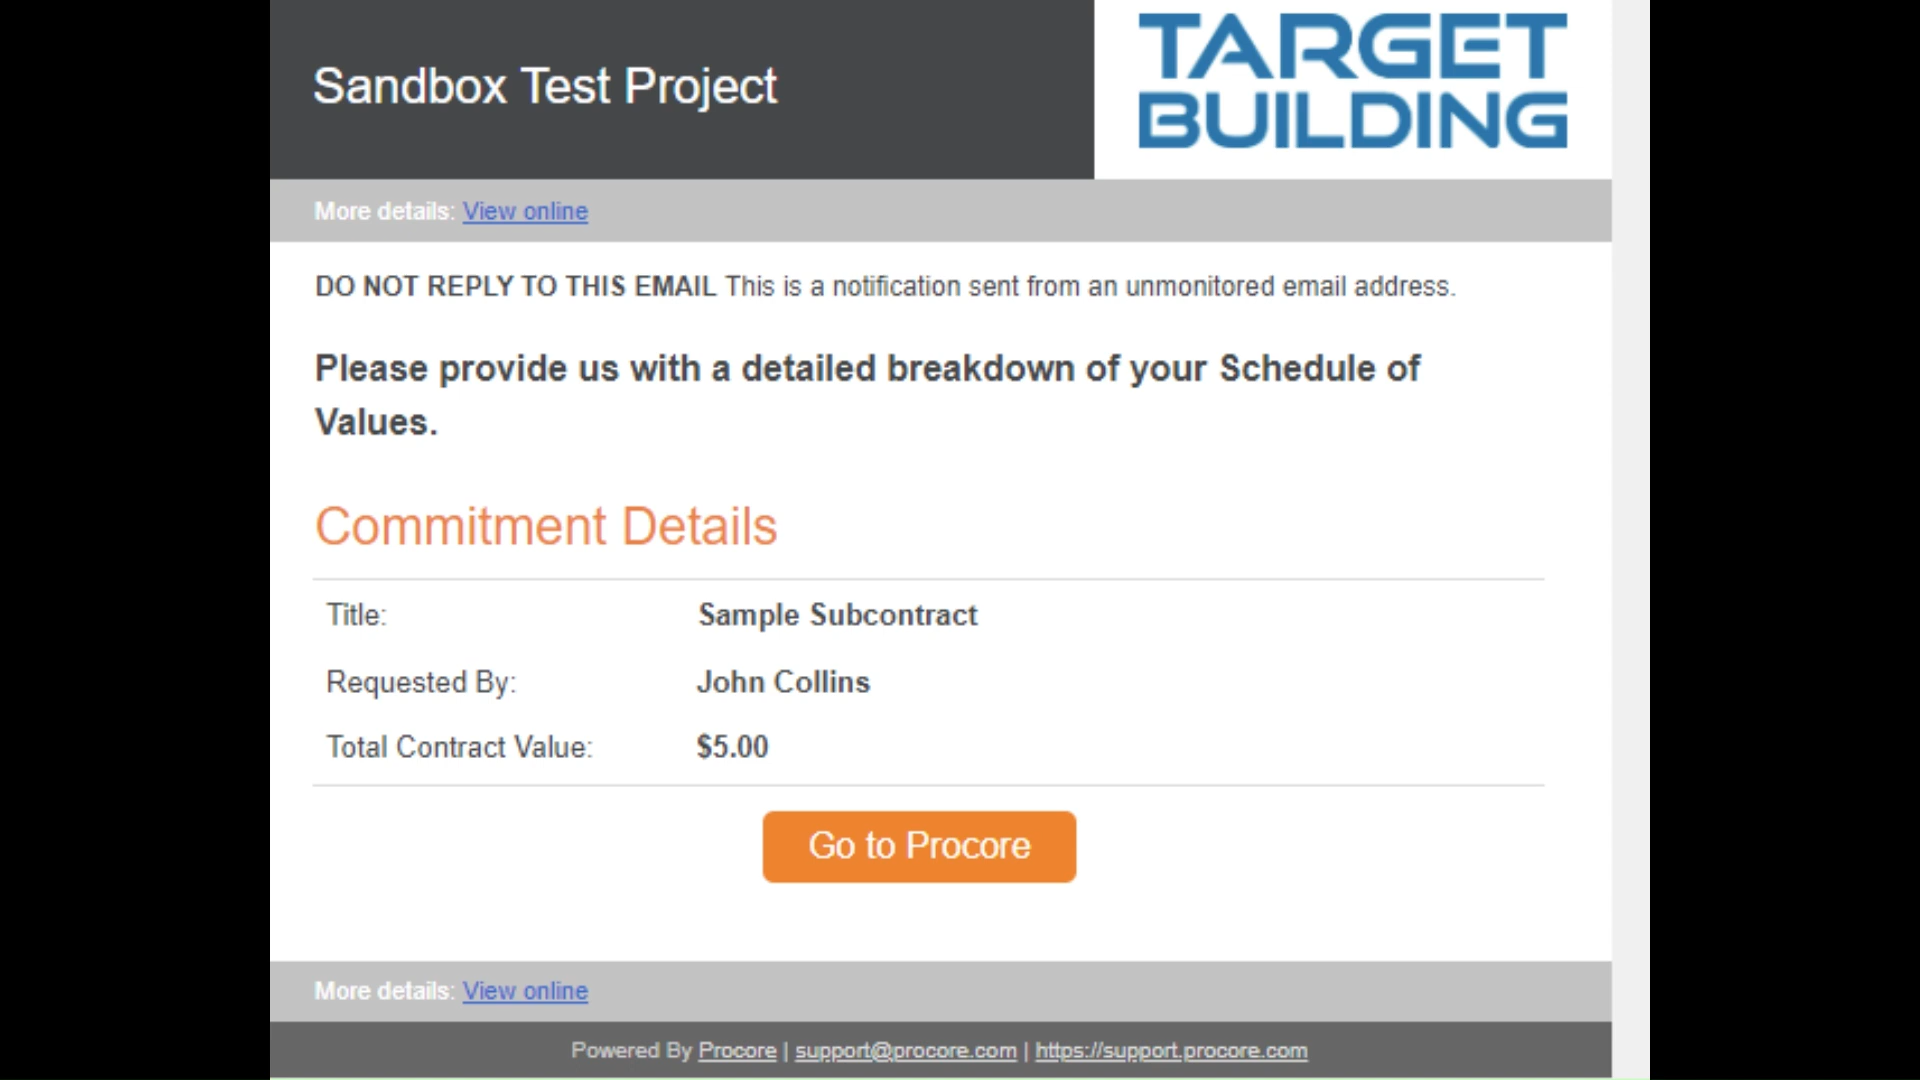 Sandbox Test Project
TARGET
BUILDING
More details: View online
DO NOT REPLY TO THIS EMAIL This is a notification sent from an unmonitored email address.
Please provide us with a detailed breakdown of your Schedule of
Values.
Commitment Details
Title: Sample Subcontract
Requested By: John Collins
Total Contract Value: $5.00
Go to Procore
More details: View online
Powered By Procore | support@procore.com | https://support.procore.com